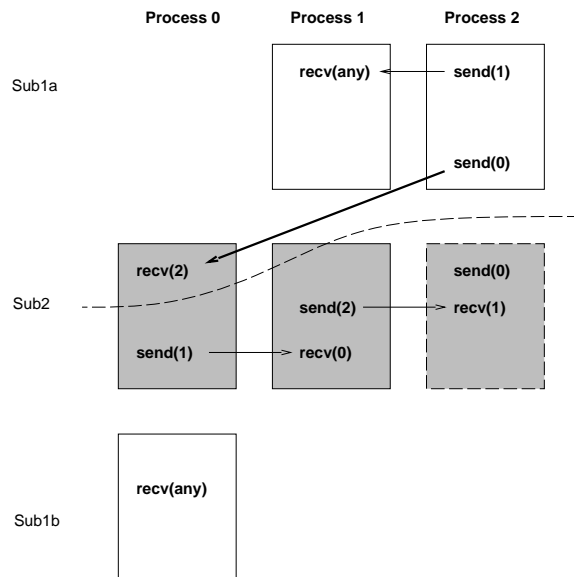 Process 0 Process 1 Process 2
Sub1a
recv(any) send(1)
send(0)
Sub2
recv(2) send(0)
send(2) recv(1)
send(1) recv(0)
Sub1b
recv(any)